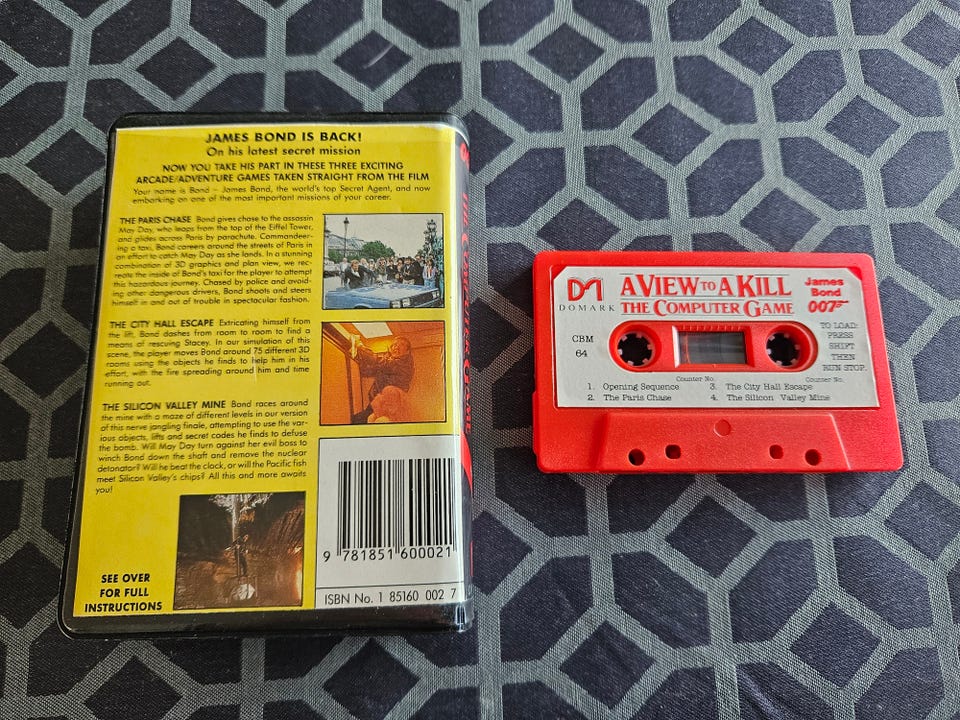 JAMES BOND IS BACK!
On his latest secret mission
NOW YOU TAKE HIS PART IN THESE THREE EXCITING
ARCADE/ADVENTURE GAMES TAKEN STRAIGHT FROM THE FILM
Your name is Bond – James Bond, the world's top Secret Agent, and now
embarking on one of the most important missions of your career.
THE PARIS CHASE Bond gives chase to the assassin
May Day, who leaps from the top of the Eiffel Tower,
and glides across Paris by parachute. Commandeer-
ing a taxi, Bond careers around the streets of Paris in
an effort to catch May Day as she lands. In a stunning
combination of 3D graphics and plan view, we rec-
reate the inside of Bond's taxi for the player to attempt
this hazardous journey. Chased by police and avoid-
ing other dangerous drivers, Bond shoots and steers
himself in and out of trouble in spectacular fashion.
THE CITY HALL ESCAPE Extricating himself from
the lift, Bond dashes from room to room to find a
means of rescuing Stacey. In our simulation of this
scene, the player moves Bond around 75 different 3D
rooms using the objects he finds to help him in his
effort, with the fire spreading around him and time
running out.
THE SILICON VALLEY MINE Bond races around
the mine with a maze of different levels in our version
of this nerve jangling finale, attempting to use the var-
ious objects, lifts and secret codes he finds to defuse
the bomb. Will May Day turn against her evil boss to
winch Bond down the shaft and remove the nuclear
detonator? Will he beat the clock, or will the Pacific fish
meet Silicon Valley's chips? All this and more awaits
you!
SEE OVER
FOR FULL
INSTRUCTIONS
9 781851 600021
ISBN No. 1 85160 002 7
THE COMPUTER GAME
DOMARK
A VIEW TO A KILL
THE COMPUTER GAME
James
Bond
007
CBM
64
TO LOAD:
PRESS
SHIFT
THEN
RUN STOP.
Counter No.
Counter No.
1. Opening Sequence
3. The City Hall Escape
2. The Paris Chase
4. The Silicon Valley Mine